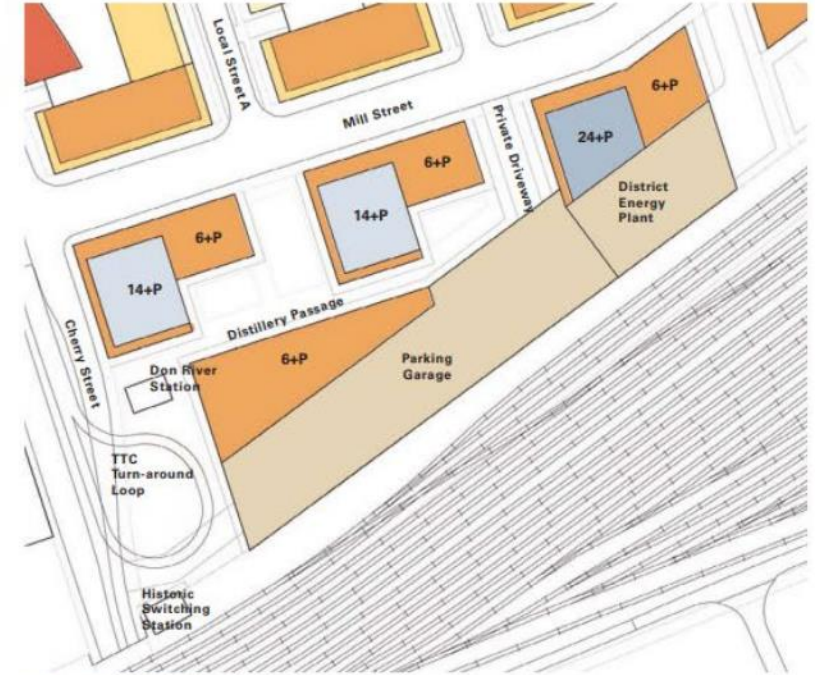 Local Street A
Mill Street
Private Driveway
6+P
24+P
District
Energy
Plant
6+P
14+P
6+P
14+P
Cherry Street
Distillery Passage
Don River
Station
6+P
Parking
Garage
TTC
Turn-around
Loop
Historic
Switching
Station